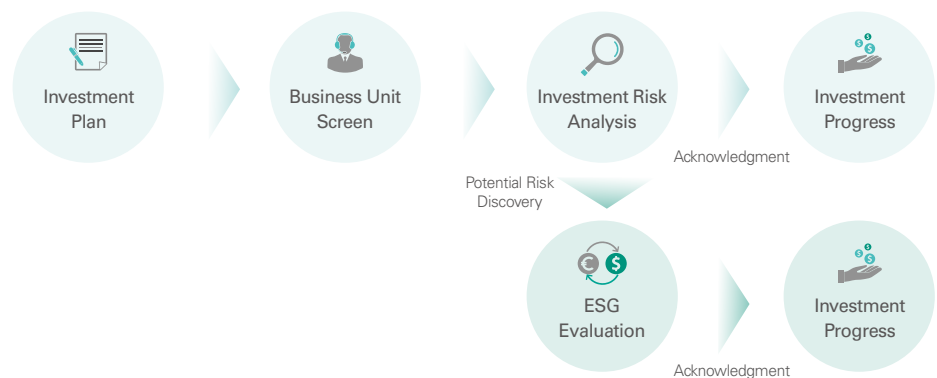 Investment
Plan
Business Unit
Screen
Investment Risk
Analysis
Investment
Progress
Acknowledgment
Potential Risk
Discovery
ESG
Evaluation
Investment
Progress
Acknowledgment